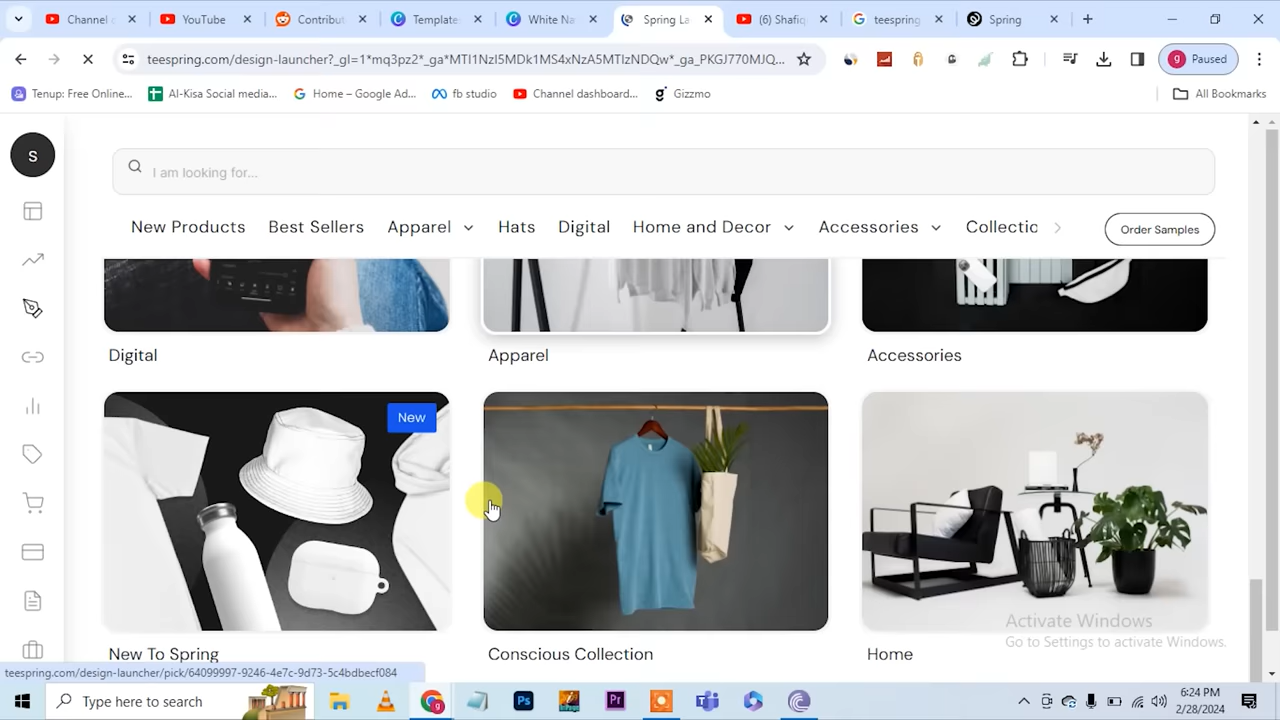 Channel
YouTube
Contribut
Template
White Na
Spring La
(6) Shafiq
teespring
Spring
teespring.com/design-launcher?_gl=1*mq3pz2*_ga*MTI1NzI5MDk1MS4xNzA5MTIzNDQw*_ga_PKGJ770MJQ...
g Paused
Tenup: Free Online...
Al-Kisa Social media...
Home – Google Ad...
fb studio
Channel dashboard...
Gizzmo
All Bookmarks
S
I am looking for...
New Products
Best Sellers
Apparel
Hats
Digital
Home and Decor
Accessories
Collectic
Order Samples
Digital
Apparel
Accessories
New
New To Spring
Conscious Collection
Home
Activate Windows
Go to Settings to activate Windows.
teespring.com/design-launcher/pick/64099997-9246-4e7c-9d73-5c4bdbecf084
Type here to search
6:24 PM
2/28/2024